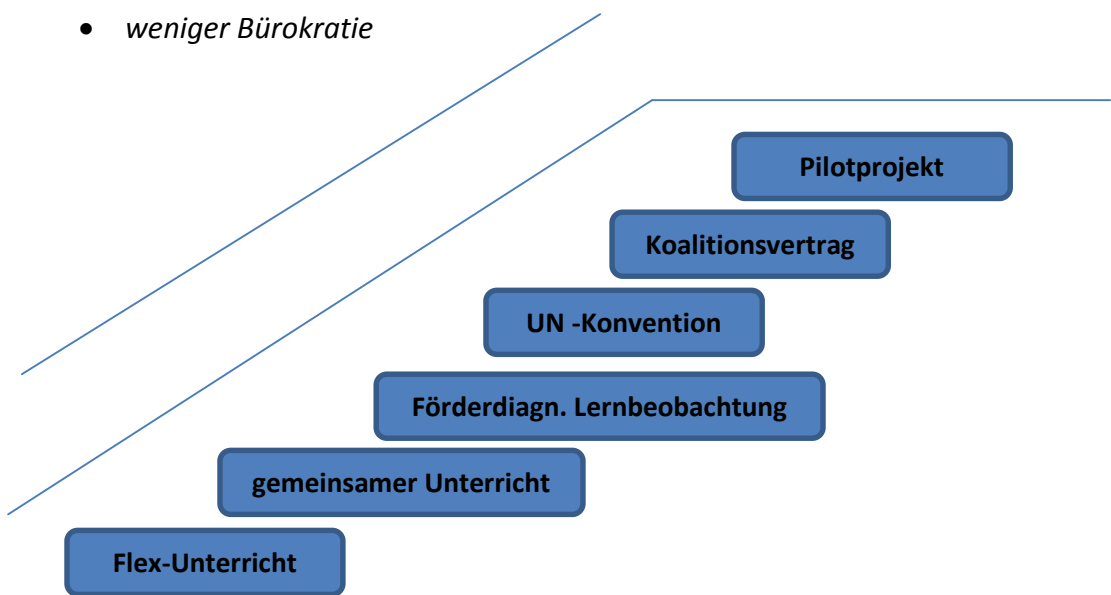 • weniger Bürokratie
Pilotprojekt
Koalitionsvertrag
UN -Konvention
Förderdiagn. Lernbeobachtung
gemeinsamer Unterricht
Flex-Unterricht